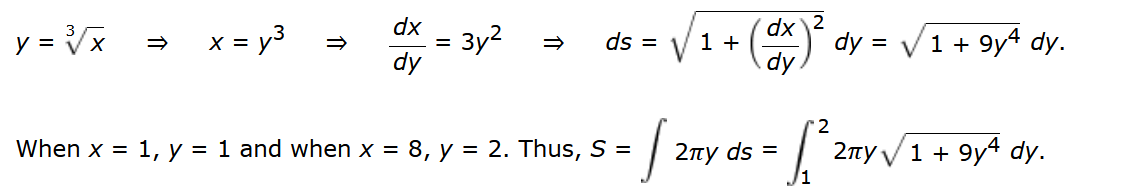 y = ∛x ⇒ x = y³ ⇒ dx/dy = 3y² ⇒ ds = √(1 + (dx/dy)²) dy = √(1 + 9y⁴) dy.
When x = 1, y = 1 and when x = 8, y = 2. Thus, S = ∫ 2πy ds = ∫₁² 2πy√(1 + 9y⁴) dy.